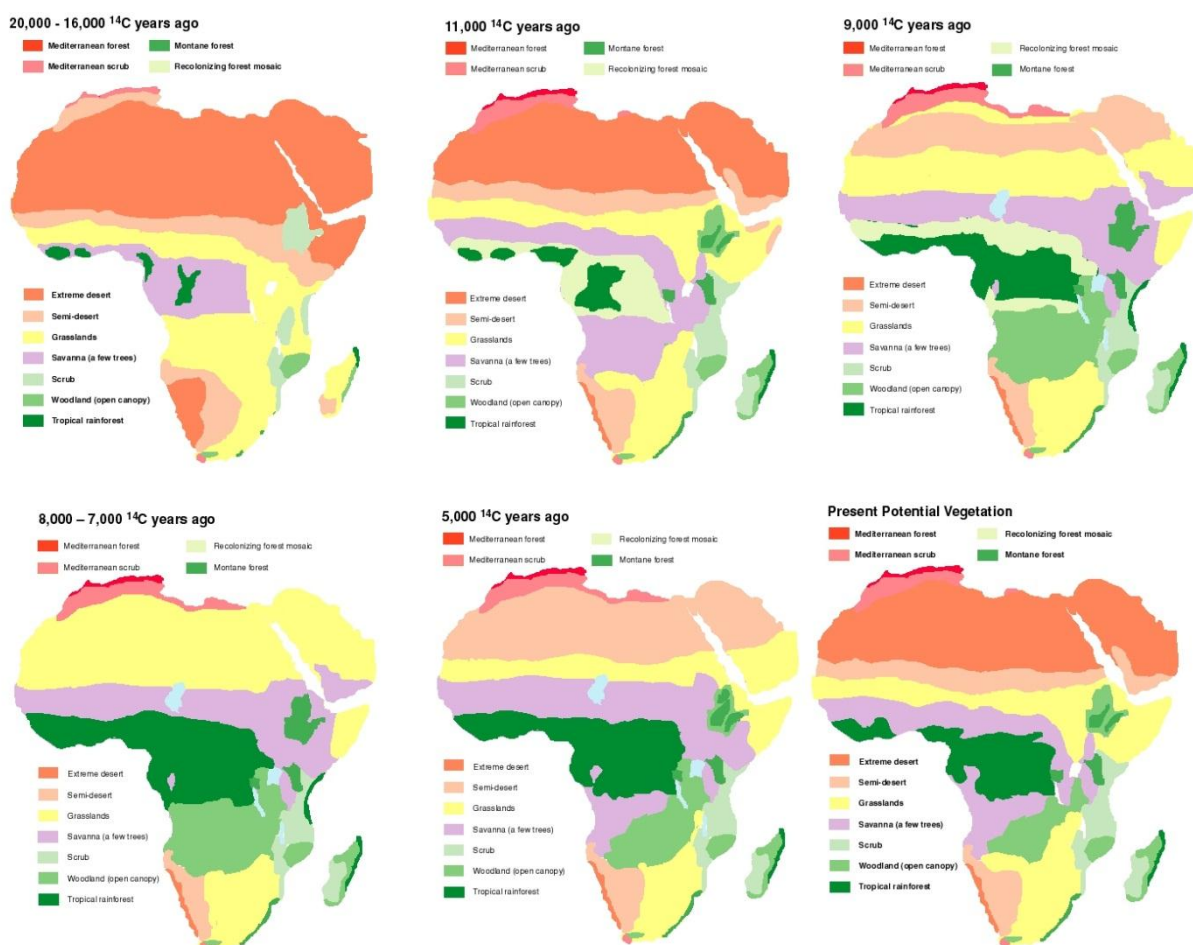 20,000 - 16,000 ¹⁴C years ago
Mediterranean forest
Montane forest
Mediterranean scrub
Recolonizing forest mosaic
Extreme desert
Semi-desert
Grasslands
Savanna (a few trees)
Scrub
Woodland (open canopy)
Tropical rainforest
11,000 ¹⁴C years ago
Mediterranean forest
Montane forest
Mediterranean scrub
Recolonizing forest mosaic
Extreme desert
Semi-desert
Grasslands
Savanna (a few trees)
Scrub
Woodland (open canopy)
Tropical rainforest
9,000 ¹⁴C years ago
Mediterranean forest
Recolonizing forest mosaic
Mediterranean scrub
Montane forest
Extreme desert
Semi-desert
Grasslands
Savanna (a few trees)
Scrub
Woodland (open canopy)
Tropical rainforest
8,000 – 7,000 ¹⁴C years ago
Mediterranean forest
Recolonizing forest mosaic
Mediterranean scrub
Montane forest
Extreme desert
Semi-desert
Grasslands
Savanna (a few trees)
Scrub
Woodland (open canopy)
Tropical rainforest
5,000 ¹⁴C years ago
Mediterranean forest
Recolonizing forest mosaic
Mediterranean scrub
Montane forest
Extreme desert
Semi-desert
Grasslands
Savanna (a few trees)
Scrub
Woodland (open canopy)
Tropical rainforest
Present Potential Vegetation
Mediterranean forest
Recolonizing forest mosaic
Mediterranean scrub
Montane forest
Extreme desert
Semi-desert
Grasslands
Savanna (a few trees)
Scrub
Woodland (open canopy)
Tropical rainforest